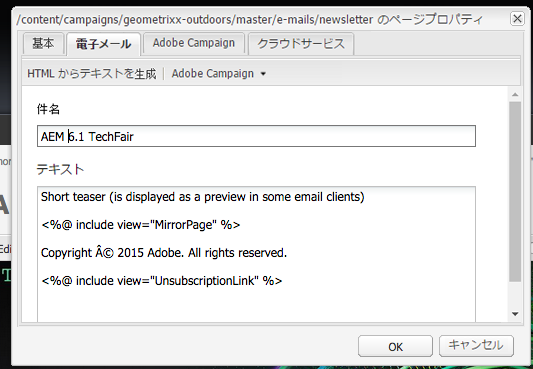 /content/campaigns/geometrixx-outdoors/master/e-mails/newsletter のページプロパティ
基本 電子メール Adobe Campaign クラウドサービス
HTML からテキストを生成 Adobe Campaign
件名
AEM 6.1 TechFair
テキスト
Short teaser (is displayed as a preview in some email clients)
<%@ include view="MirrorPage" %>
Copyright Â© 2015 Adobe. All rights reserved.
<%@ include view="UnsubscriptionLink" %>
OK キャンセル